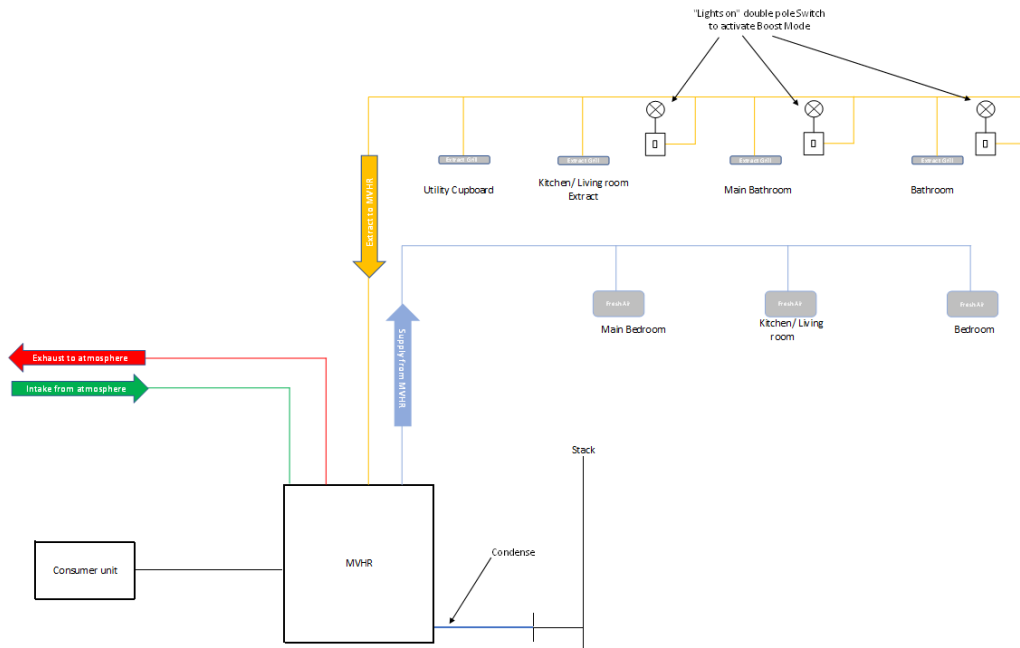 "Lights on" double pole Switch
to activate Boost Mode
Extract Grill
Extract Grill
Extract Grill
Extract Grill
Utility Cupboard
Kitchen/ Living room
Extract
Main Bathroom
Bathroom
Extract to MVHR
Fresh Air
Fresh Air
Fresh Air
Main Bedroom
Kitchen/ Living
room
Bedroom
Supply from MVHR
Exhaust to atmosphere
Intake from atmosphere
Stack
Condense
Consumer unit
MVHR